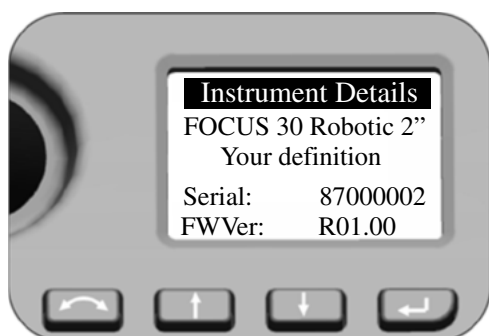 Instrument Details
FOCUS 30 Robotic 2”
Your definition
Serial: 87000002
FWVer: R01.00